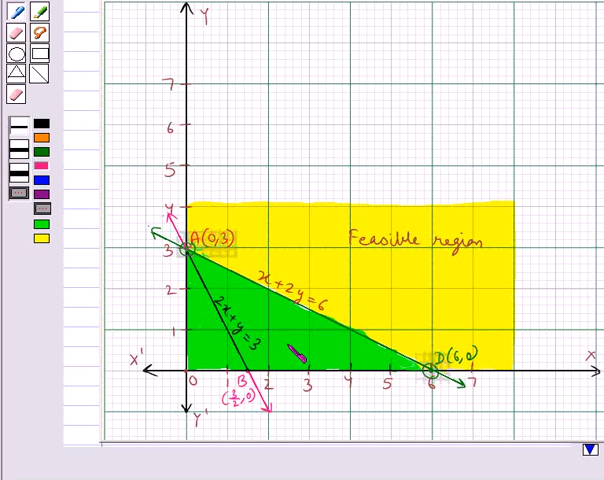 Y
7
6
5
4
A(0,3)
Feasible region
3
x+2y=6
2
2x+y=3
1
D(6,0)
X'
X
0 1 2 3 4 5 6 7
B
(3/2,0)
Y'